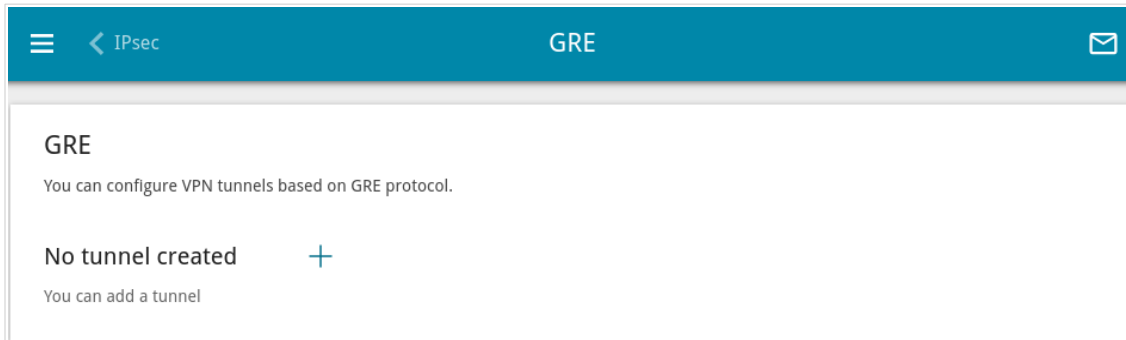 IPsec
GRE
GRE
You can configure VPN tunnels based on GRE protocol.
No tunnel created
You can add a tunnel